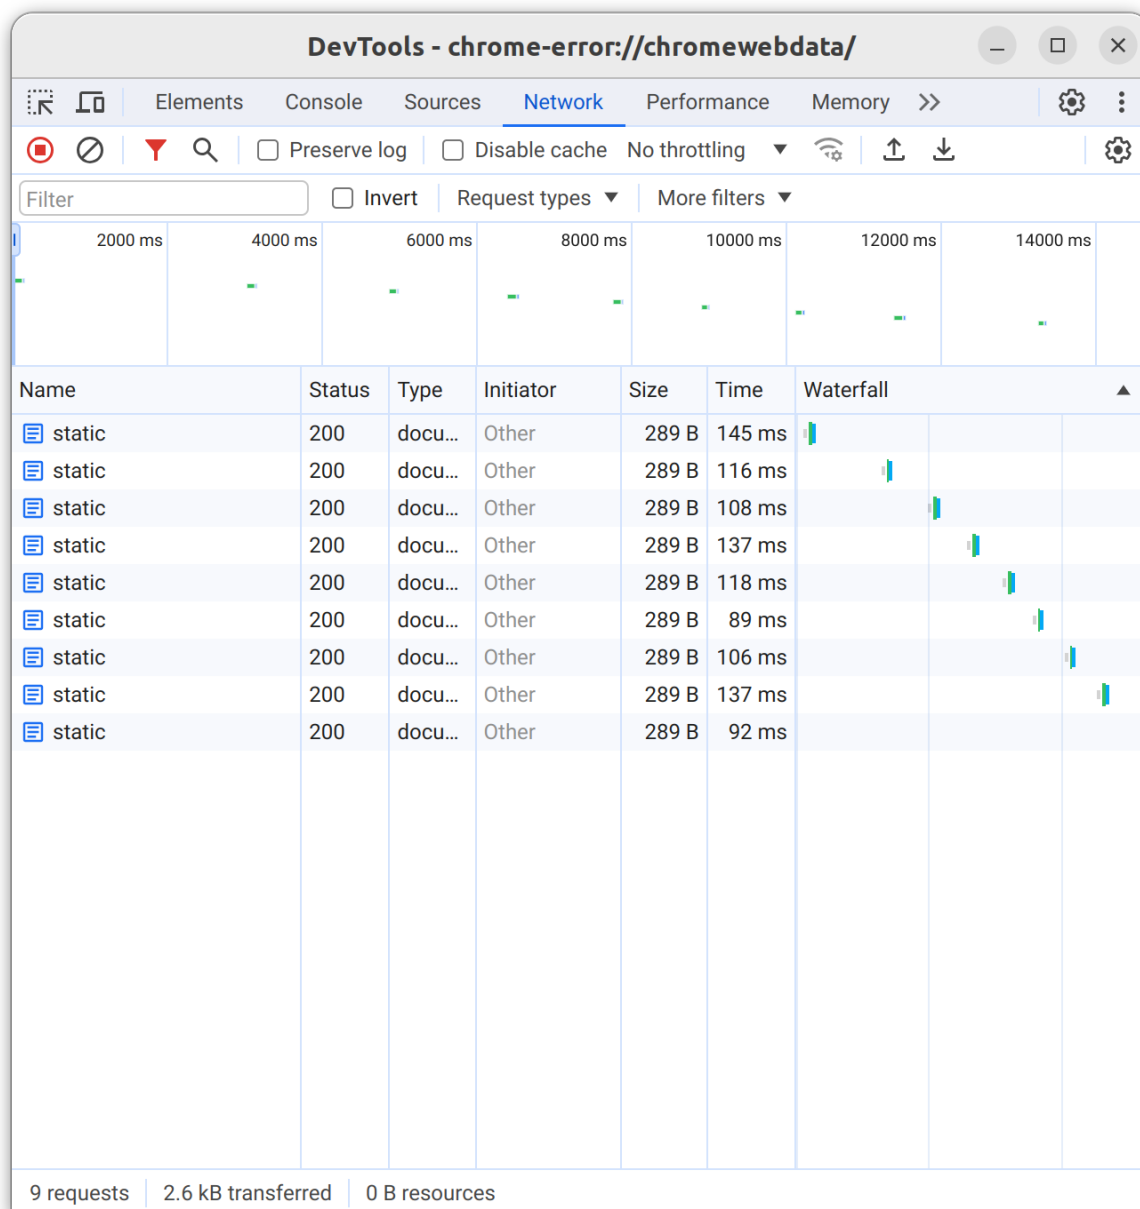 DevTools - chrome-error://chromewebdata/
Elements Console Sources Network Performance Memory
Preserve log Disable cache No throttling
Filter Invert Request types More filters
2000 ms 4000 ms 6000 ms 8000 ms 10000 ms 12000 ms 14000 ms
Name Status Type Initiator Size Time Waterfall
static 200 docu... Other 289 B 145 ms
static 200 docu... Other 289 B 116 ms
static 200 docu... Other 289 B 108 ms
static 200 docu... Other 289 B 137 ms
static 200 docu... Other 289 B 118 ms
static 200 docu... Other 289 B 89 ms
static 200 docu... Other 289 B 106 ms
static 200 docu... Other 289 B 137 ms
static 200 docu... Other 289 B 92 ms
9 requests 2.6 kB transferred 0 B resources